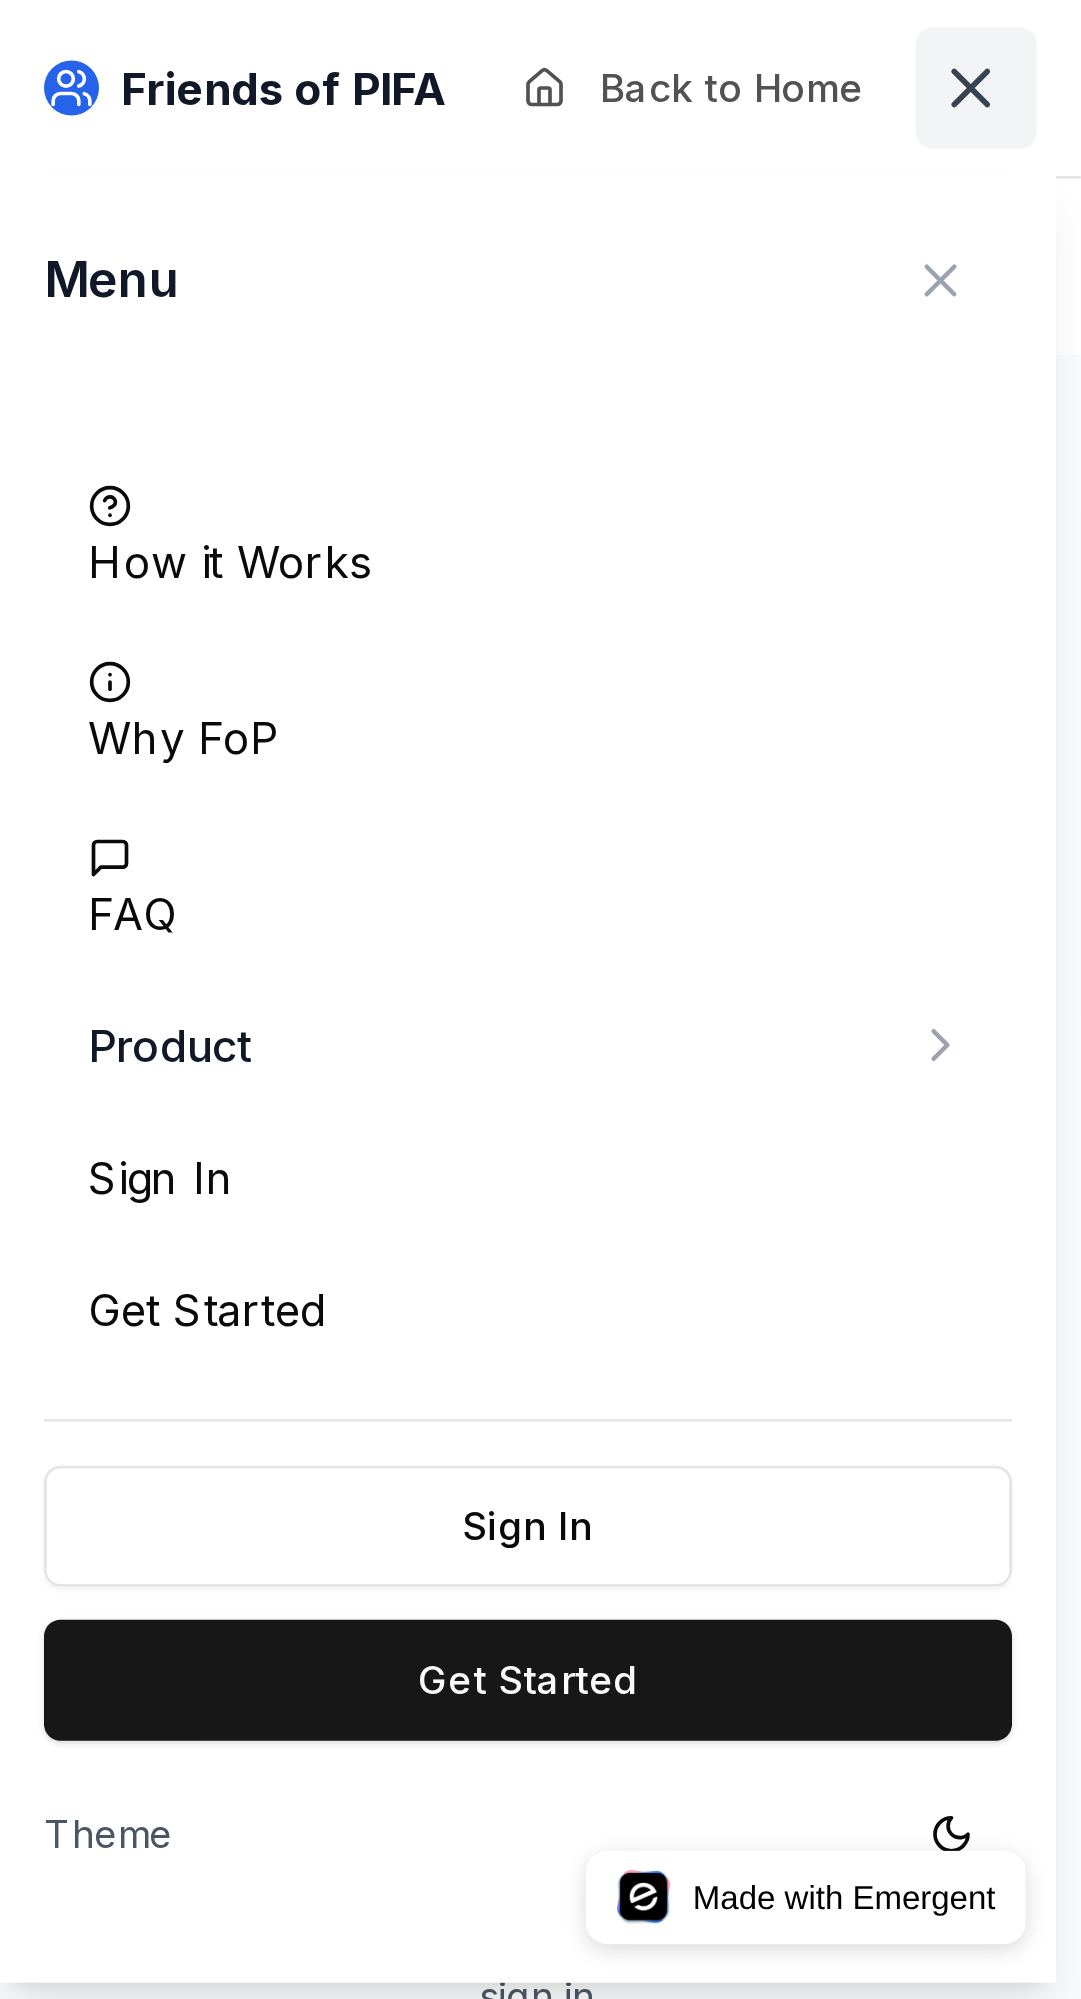 Friends of PIFA
Back to Home
Menu
How it Works
Why FoP
FAQ
Product
Sign In
Get Started
Sign In
Get Started
Theme
Made with Emergent
sign in